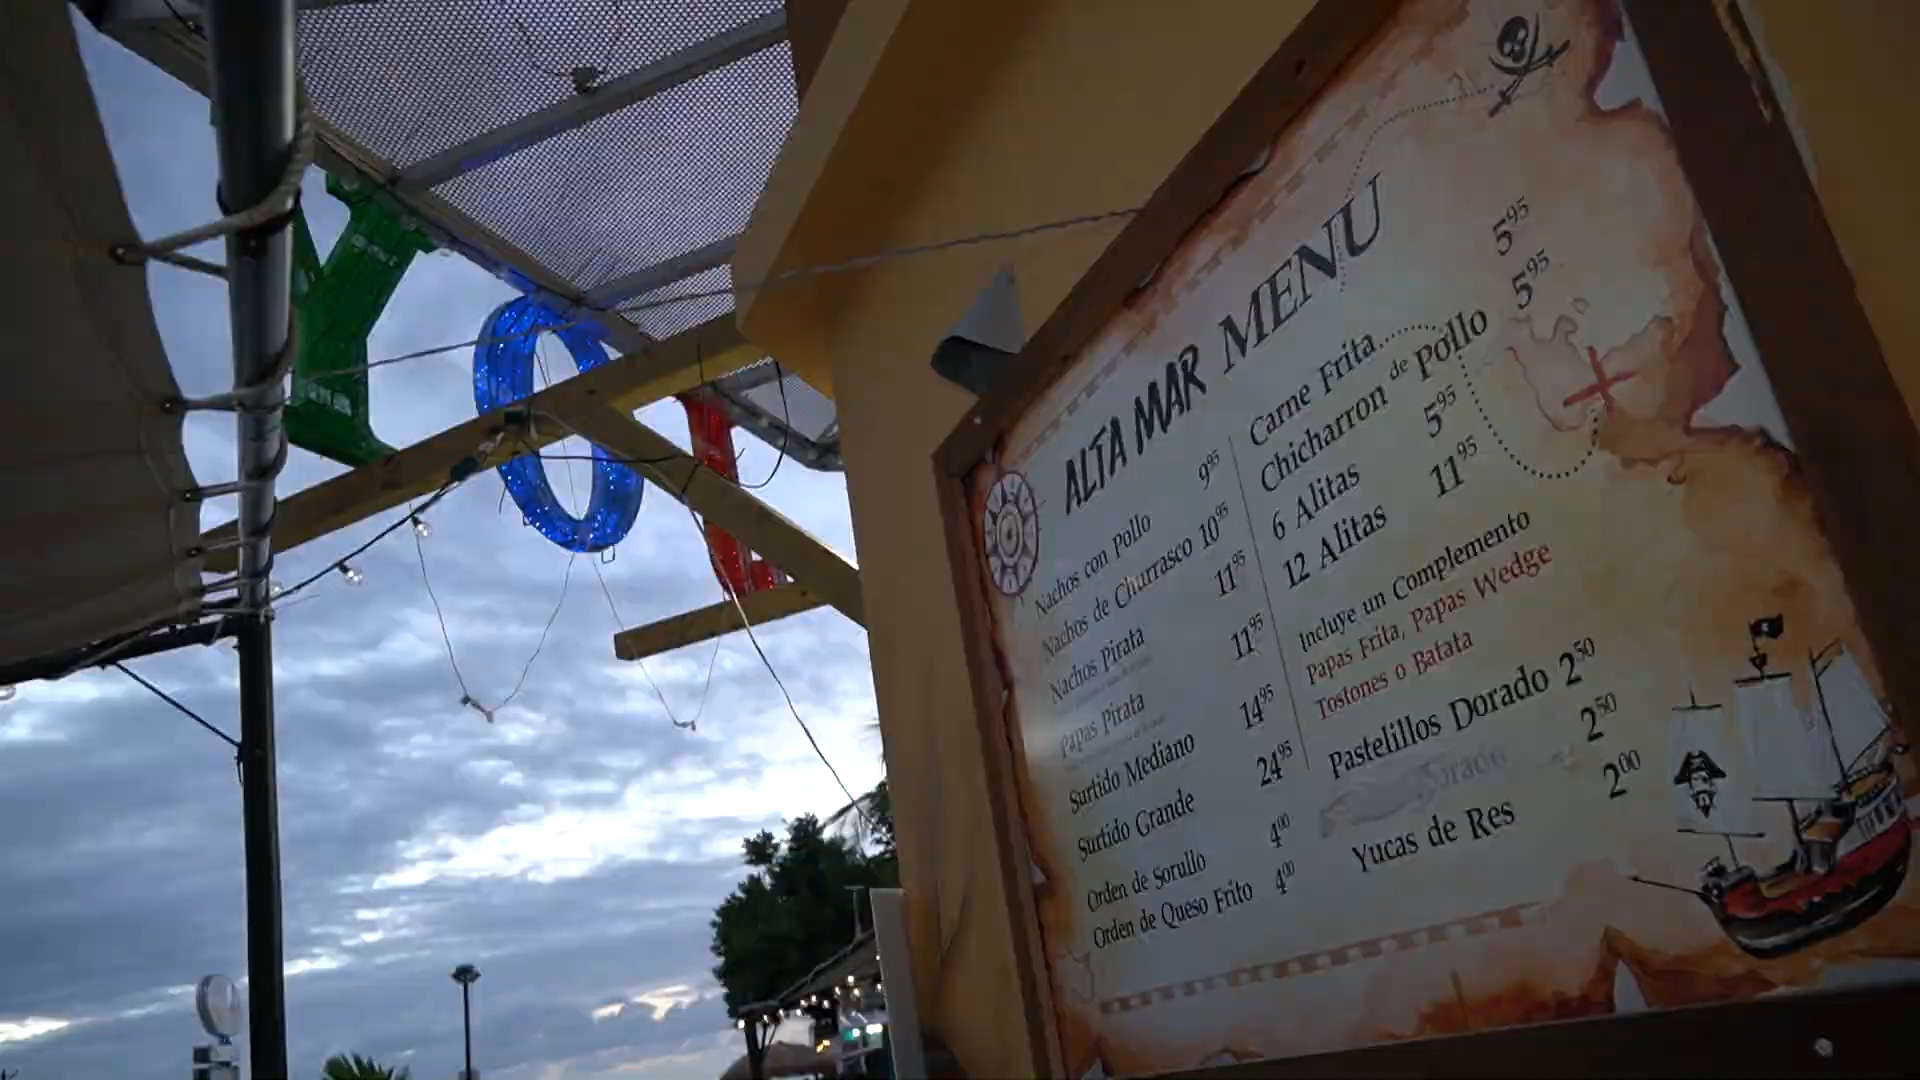 ALTA MAR MENU
Nachos con Pollo 9⁹⁵
Nachos de Churrasco 10⁹⁵
Nachos Pirata 11⁹⁵
Papas Pirata 11⁹⁵
Surtido Mediano 14⁹⁵
Surtido Grande 24⁹⁵
Orden de Sorullo 4⁰⁰
Orden de Queso Frito 4⁰⁰
Carne Frita 5⁹⁵
Chicharron de Pollo 5⁹⁵
6 Alitas 5⁹⁵
12 Alitas 11⁹⁵
Incluye un Complemento
Papas Frita, Papas Wedge
Tostones o Batata
Pastelillos Dorado 2⁵⁰
2⁵⁰
Yucas de Res 2⁰⁰